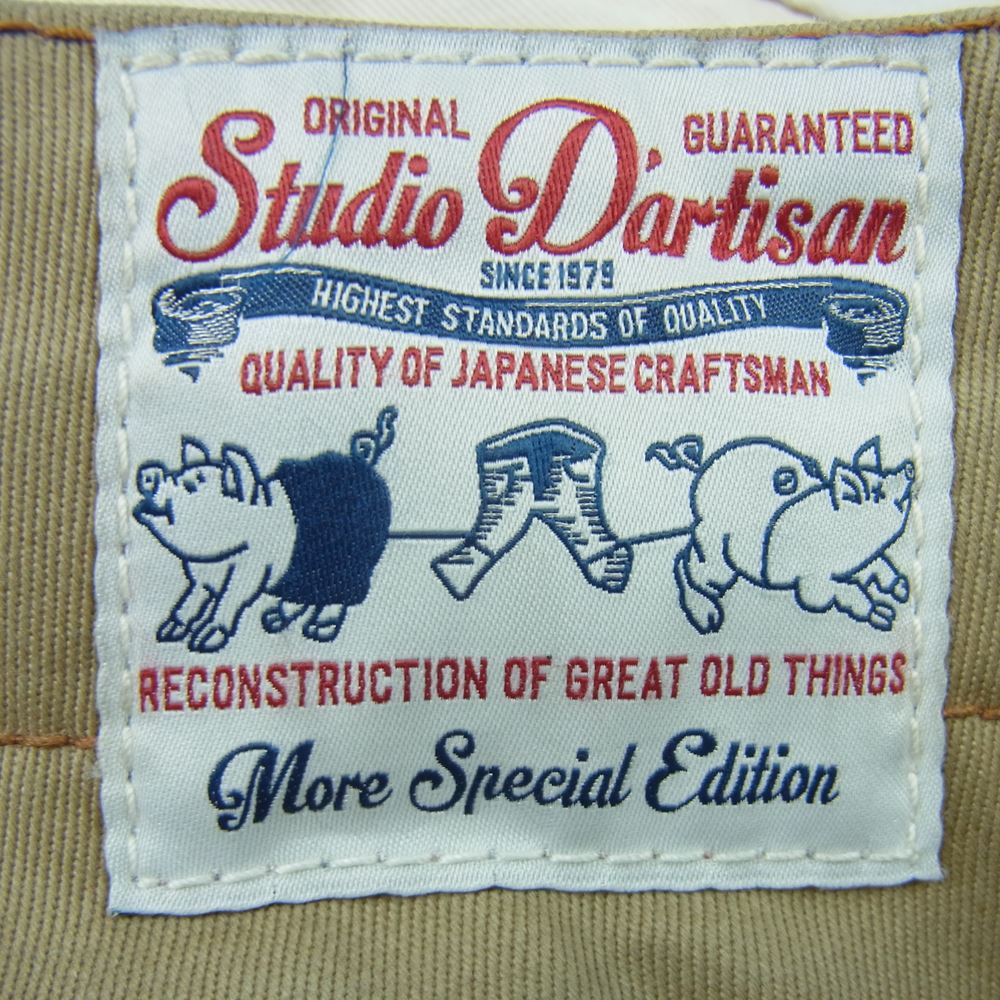 ORIGINAL GUARANTEED
Studio D'artisan
SINCE 1979
HIGHEST STANDARDS OF QUALITY
QUALITY OF JAPANESE CRAFTSMAN
RECONSTRUCTION OF GREAT OLD THINGS
More Special Edition